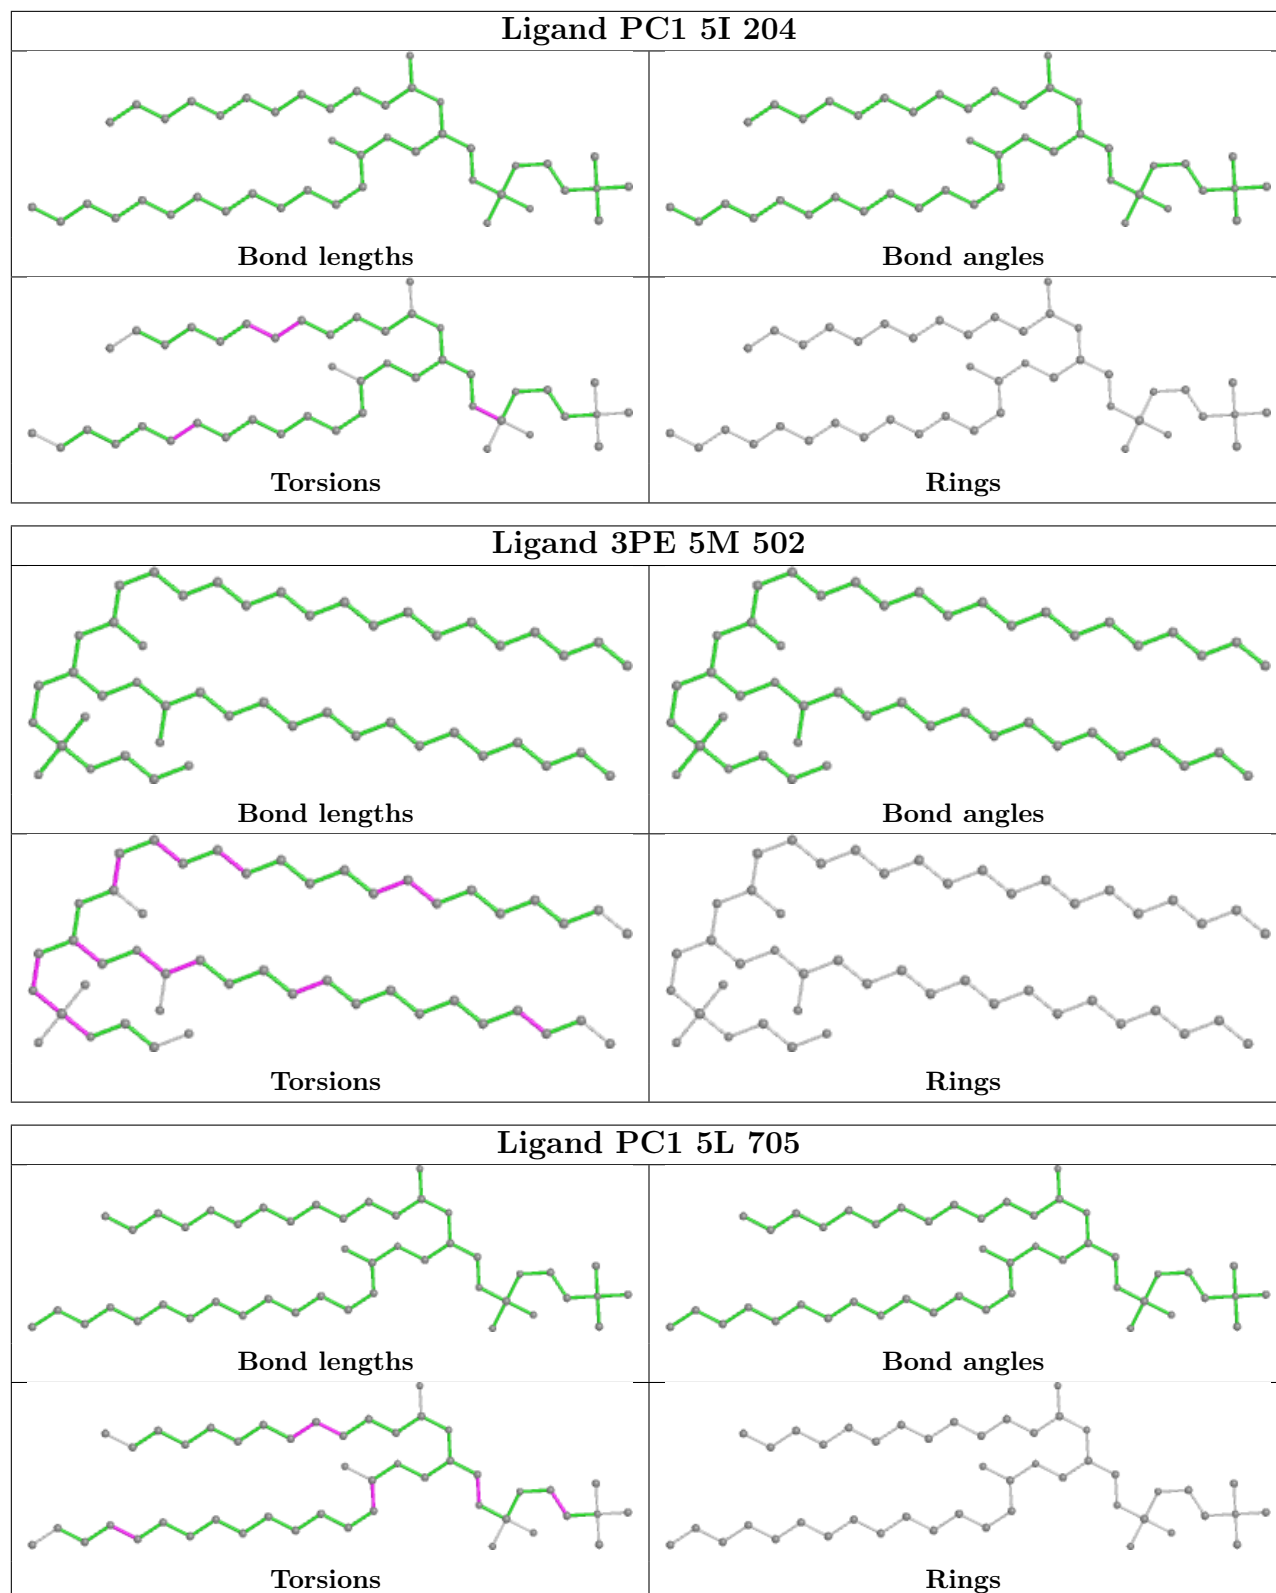 Ligand PC1 5I 204
Bond lengths
Bond angles
Torsions
Rings
Ligand 3PE 5M 502
Bond lengths
Bond angles
Torsions
Rings
Ligand PC1 5L 705
Bond lengths
Bond angles
Torsions
Rings